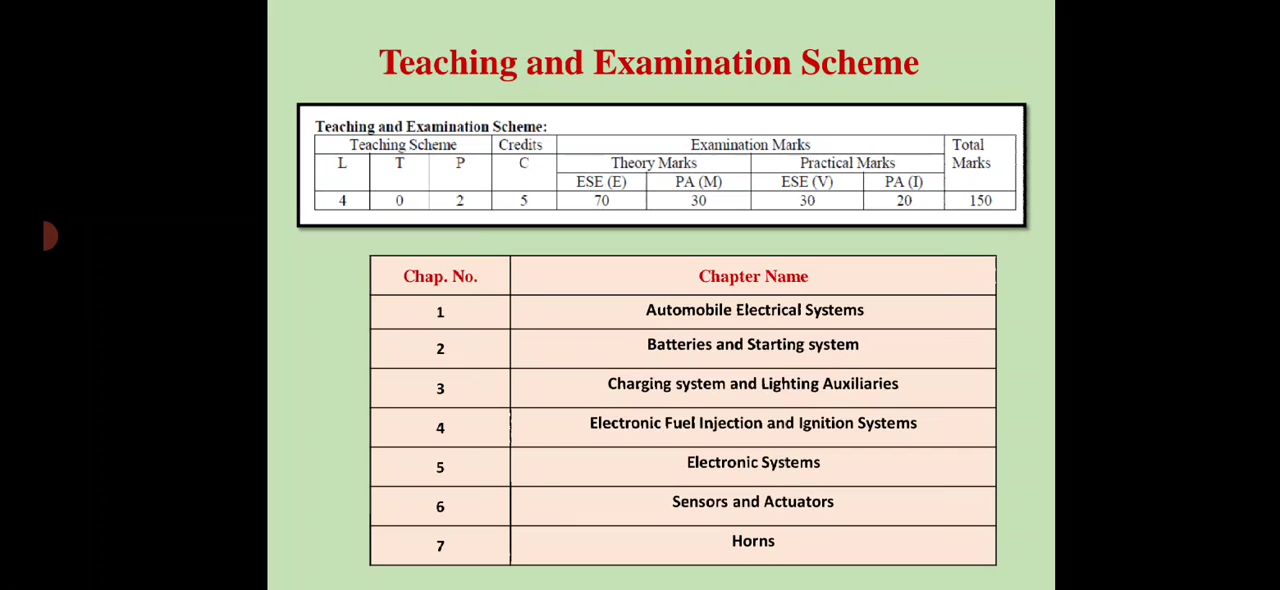 Teaching and Examination Scheme
Teaching and Examination Scheme:
Teaching Scheme Credits Examination Marks Total
L T P C Theory Marks Practical Marks Marks
ESE (E) PA (M) ESE (V) PA (I)
4 0 2 5 70 30 30 20 150
Chap. No. Chapter Name
1 Automobile Electrical Systems
2 Batteries and Starting system
3 Charging system and Lighting Auxiliaries
4 Electronic Fuel Injection and Ignition Systems
5 Electronic Systems
6 Sensors and Actuators
7 Horns